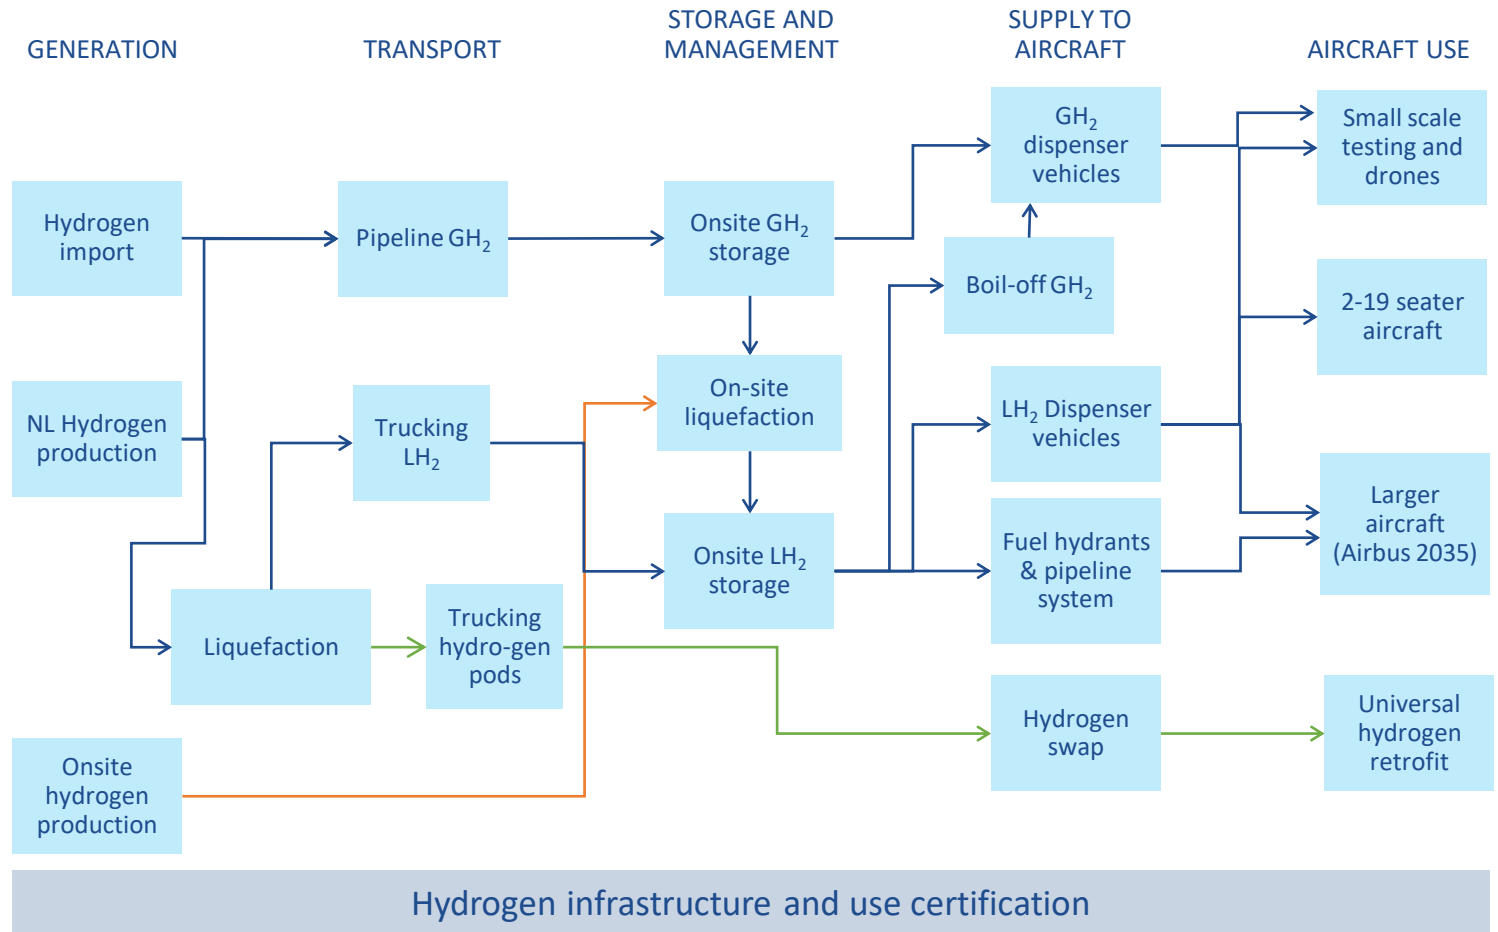 GENERATION
TRANSPORT
STORAGE AND
MANAGEMENT
SUPPLY TO
AIRCRAFT
AIRCRAFT USE
Hydrogen
import
Pipeline GH₂
Onsite GH₂
storage
GH₂
dispenser
vehicles
Small scale
testing and
drones
Boil-off GH₂
2-19 seater
aircraft
NL Hydrogen
production
Trucking
LH₂
On-site
liquefaction
LH₂ Dispenser
vehicles
Larger
aircraft
(Airbus 2035)
Liquefaction
Trucking
hydro-gen
pods
Onsite LH₂
storage
Fuel hydrants
& pipeline
system
Onsite
hydrogen
production
Hydrogen
swap
Universal
hydrogen
retrofit
Hydrogen infrastructure and use certification